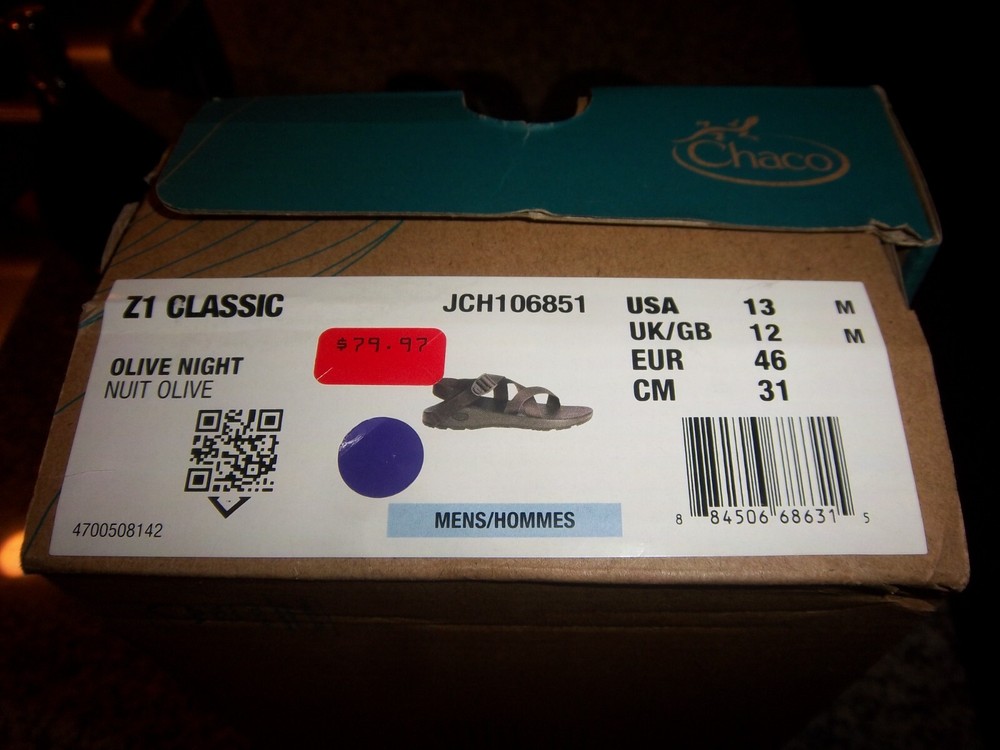 Chaco
Z1 CLASSIC
JCH106851
$79.97
OLIVE NIGHT
NUIT OLIVE
USA 13 M
UK/GB 12 M
EUR 46
CM 31
4700508142
MENS/HOMMES
8 84506 68631 5